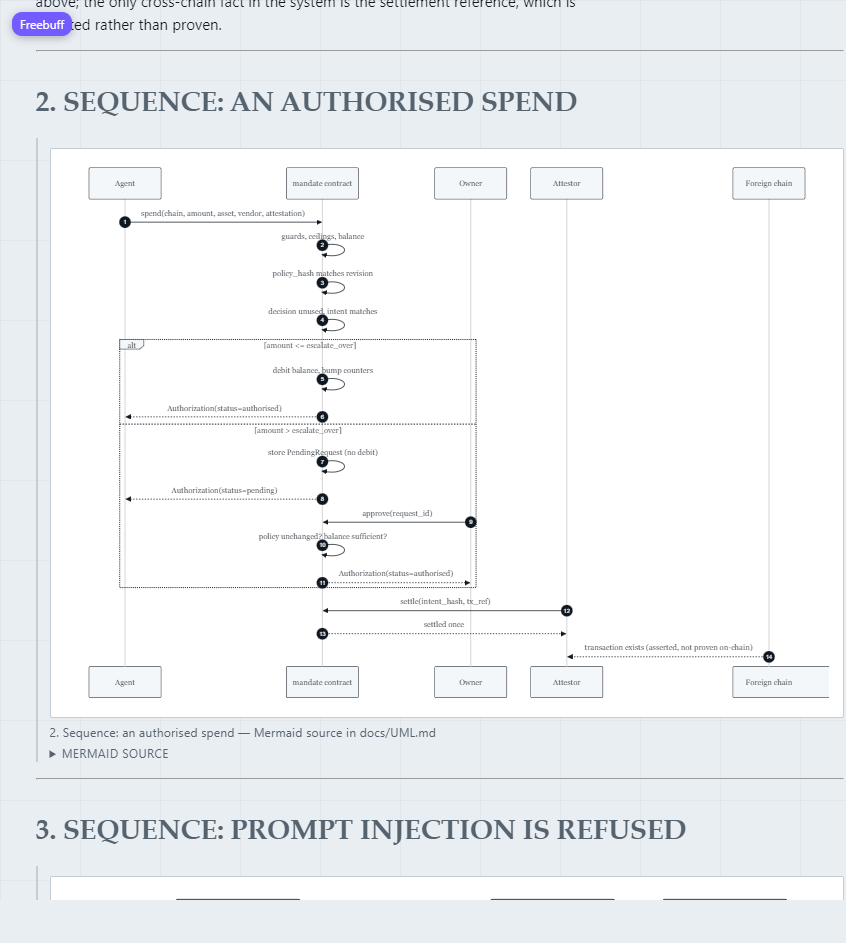 above; the only cross-chain fact in the system is the settlement reference, which is
Freebuff
ted rather than proven.
2. SEQUENCE: AN AUTHORISED SPEND
Agent
mandate contract
Owner
Attestor
Foreign chain
spend(chain, amount, asset, vendor, attestation)
1
guards, ceilings, balance
2
policy_hash matches revision
3
decision unused, intent matches
4
alt
[amount <= escalate_over]
debit balance, bump counters
5
Authorization(status=authorised)
6
[amount > escalate_over]
store PendingRequest (no debit)
7
Authorization(status=pending)
8
approve(request_id)
9
policy unchanged? balance sufficient?
10
Authorization(status=authorised)
11
settle(intent_hash, tx_ref)
12
settled once
13
transaction exists (asserted, not proven on-chain)
14
Agent
mandate contract
Owner
Attestor
Foreign chain
2. Sequence: an authorised spend — Mermaid source in docs/UML.md
▶ MERMAID SOURCE
3. SEQUENCE: PROMPT INJECTION IS REFUSED